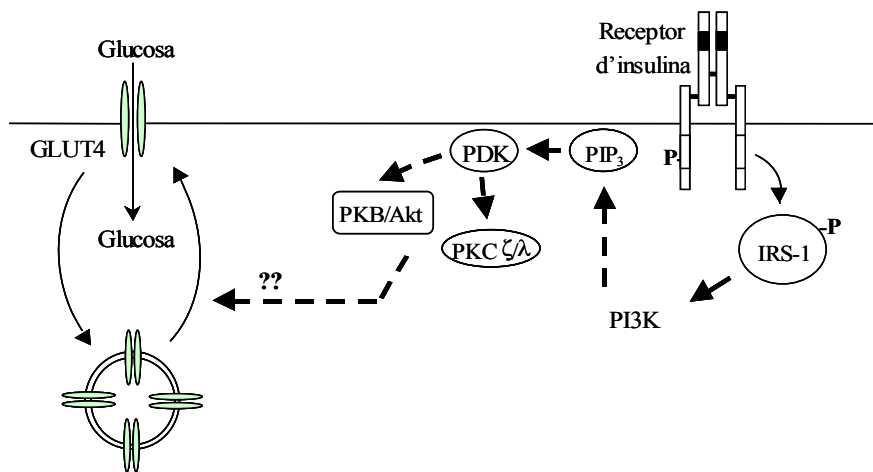 Glucosa
Receptor
d’insulina
GLUT4
PDK
PIP3
P
PKB/Akt
Glucosa
PKC ζ/λ
P
IRS-1
??
PI3K